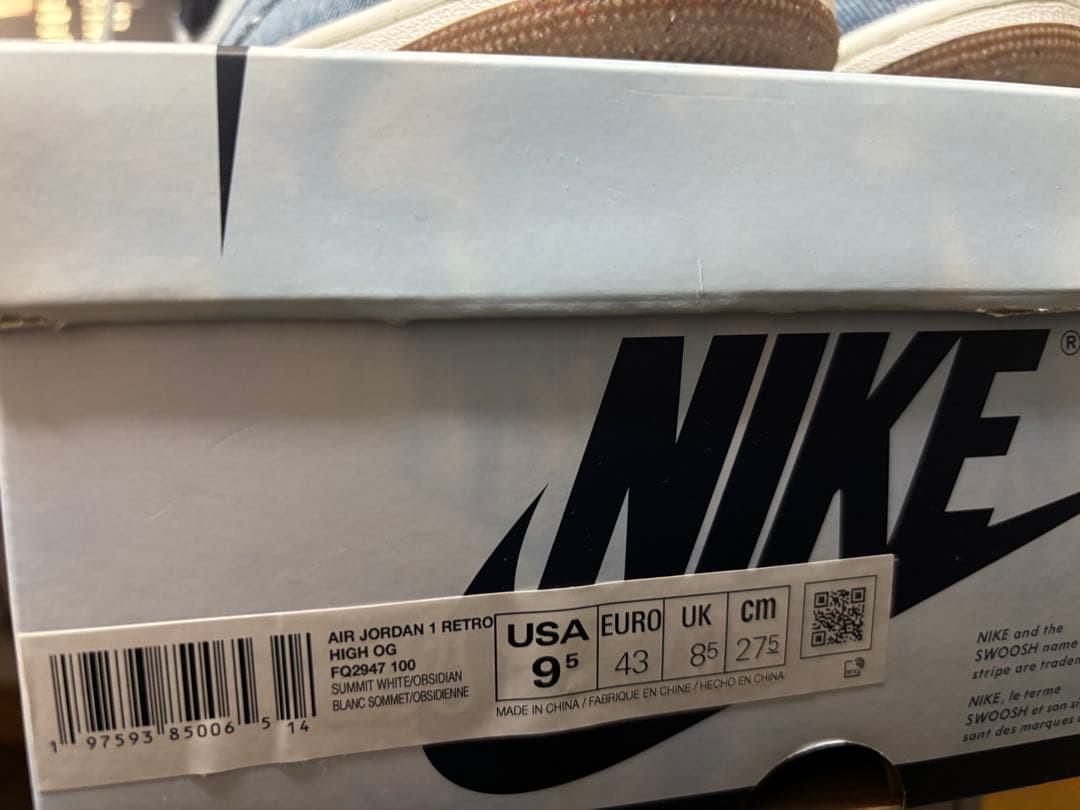 NIKE®
AIR JORDAN 1 RETRO
HIGH OG
FQ2947 100
SUMMIT WHITE/OBSIDIAN
BLANC SOMMET/OBSIDIENNE
USA EURO UK cm
9⁵ 43 8⁵ 27⁵
MADE IN CHINA / FABRIQUE EN CHINE / HECHO EN CHINA
1 97593 85006 5 14
NIKE and the
SWOOSH name
stripe are
NIKE, le terme
SWOOSH et son
sont des marques